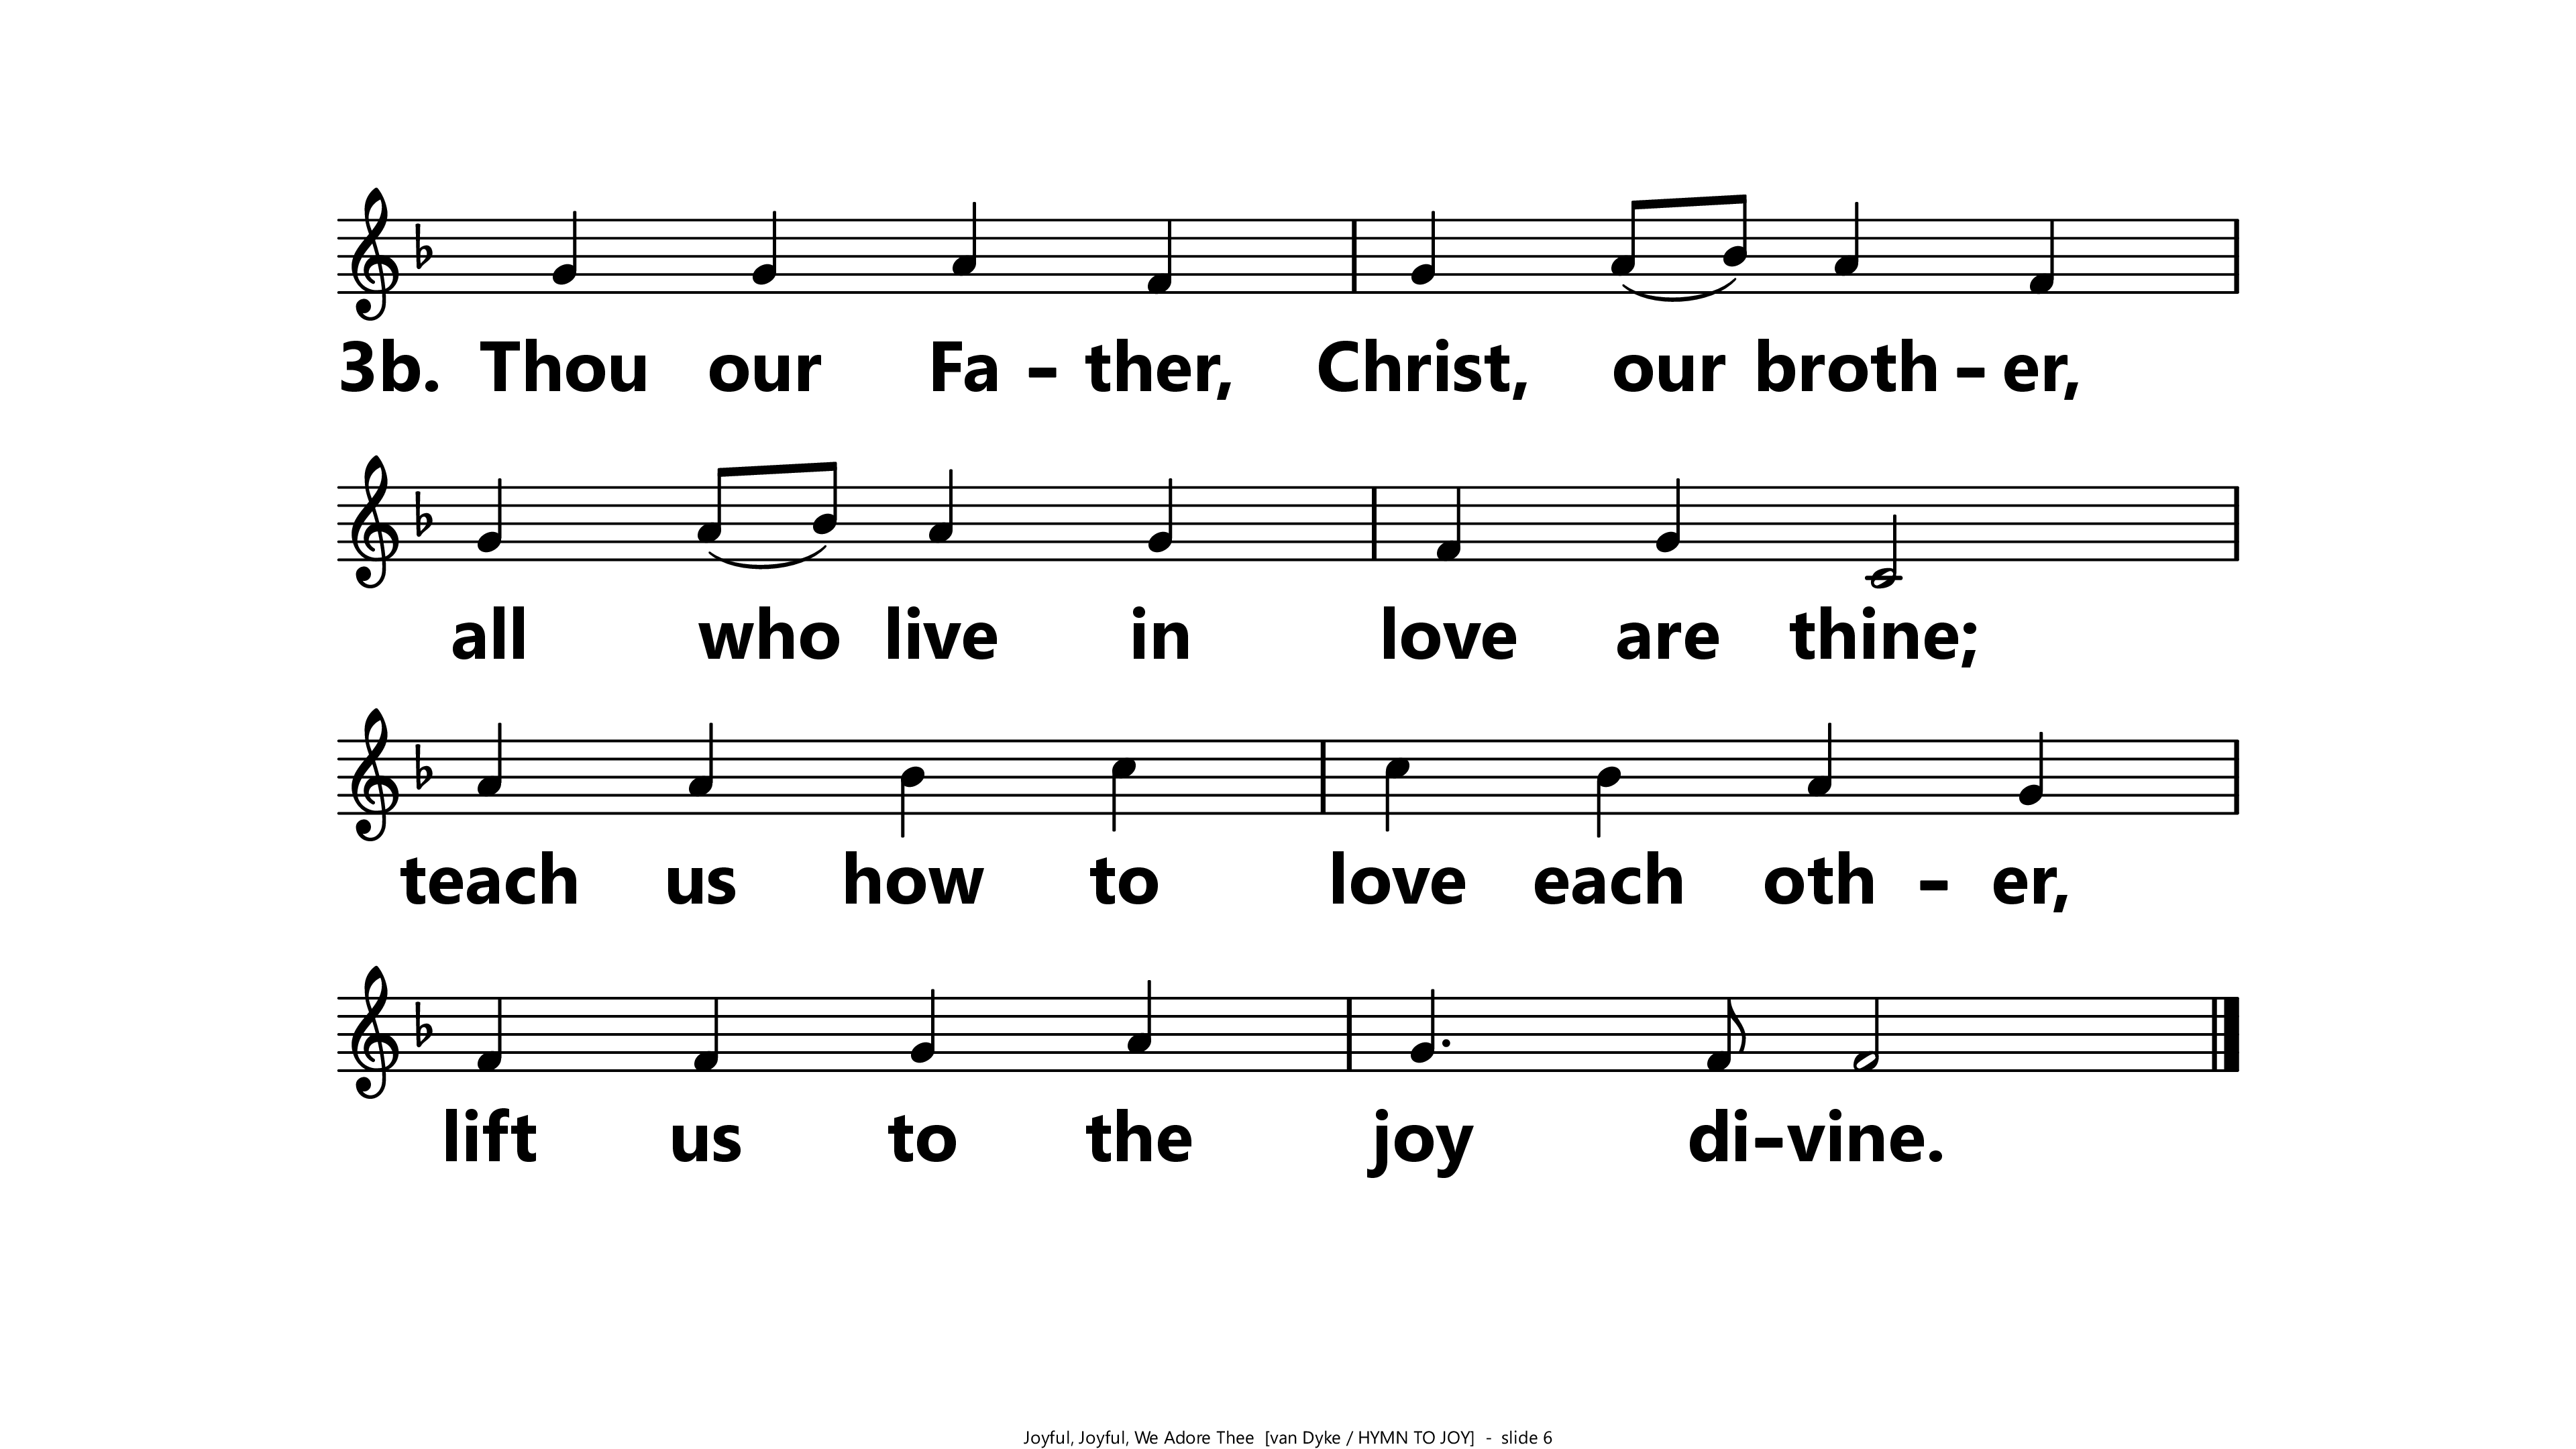 3b. Thou our Fa – ther, Christ, our broth – er,
all who live in love are thine;
teach us how to love each oth – er,
lift us to the joy di–vine.
Joyful, Joyful, We Adore Thee [van Dyke / HYMN TO JOY] - slide 6